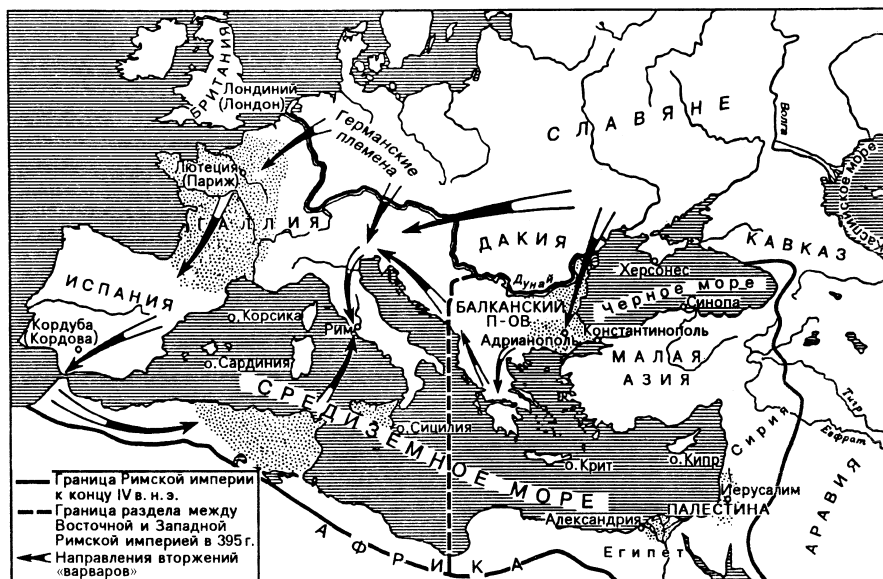 БРИТАНИЯ
Лондиний
(Лондон)
Германские
племена
СЛАВЯНЕ
Волга
Каспийское море
Лютеция
(Париж)
ГАЛЛИЯ
ДАКИЯ
КАВКАЗ
Дунай
Херсонес
ИСПАНИЯ
о. Корсика
БАЛКАНСКИЙ
П-ОВ
Черное море
Синопа
Кордуба
(Кордова)
Рим
Адрианополь
Константинополь
о. Сардиния
МАЛАЯ
АЗИЯ
СРЕДИЗЕМНОЕ МОРЕ
о. Сицилия
Тигр
Евфрат
Сирия
о. Крит
о. Кипр
Иерусалим
ПАЛЕСТИНА
АРАВИЯ
Александрия
Египет
АФРИКА
Граница Римской империи
к концу IV в. н. э.
Граница раздела между
Восточной и Западной
Римской империей в 395 г.
Направления вторжений
«варваров»